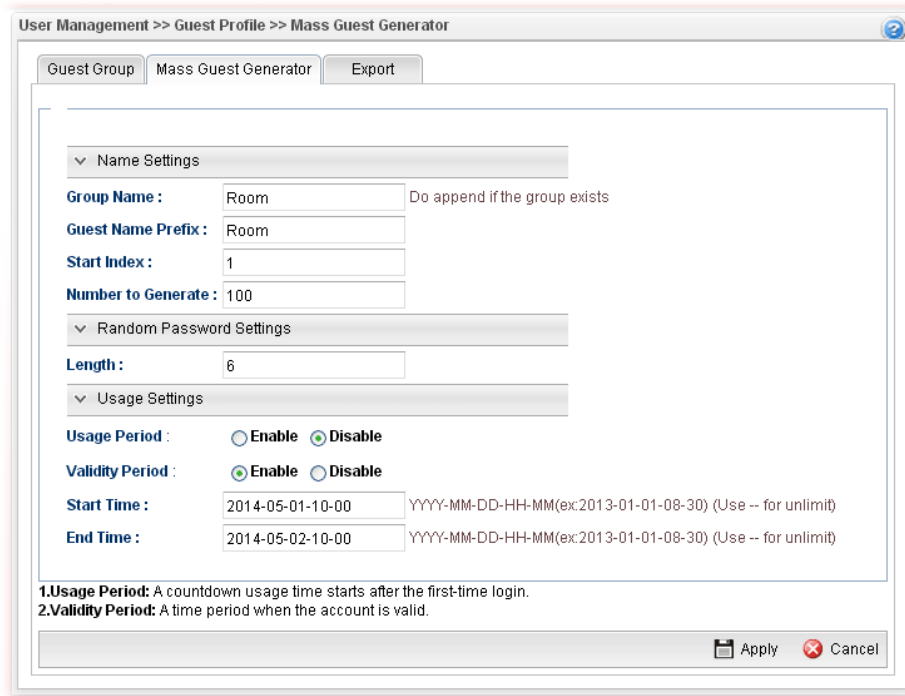 User Management >> Guest Profile >> Mass Guest Generator
Guest Group Mass Guest Generator Export
Name Settings
Group Name : Room Do append if the group exists
Guest Name Prefix : Room
Start Index : 1
Number to Generate : 100
Random Password Settings
Length : 6
Usage Settings
Usage Period : Enable Disable
Validity Period : Enable Disable
Start Time : 2014-05-01-10-00 YYYY-MM-DD-HH-MM(ex:2013-01-01-08-30) (Use -- for unlimit)
End Time : 2014-05-02-10-00 YYYY-MM-DD-HH-MM(ex:2013-01-01-08-30) (Use -- for unlimit)
1.Usage Period: A countdown usage time starts after the first-time login.
2.Validity Period: A time period when the account is valid.
Apply Cancel